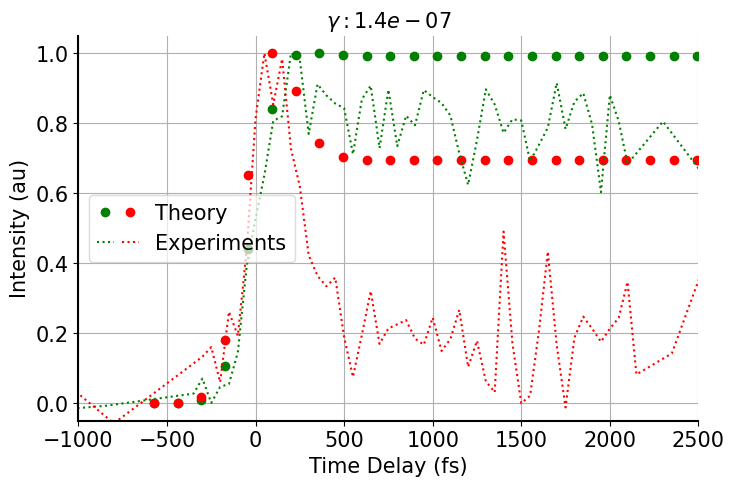 γ : 1.4e − 07
1.0
0.8
0.6
0.4
0.2
0.0
Intensity (au)
Theory
Experiments
−1000 −500 0 500 1000 1500 2000 2500
Time Delay (fs)